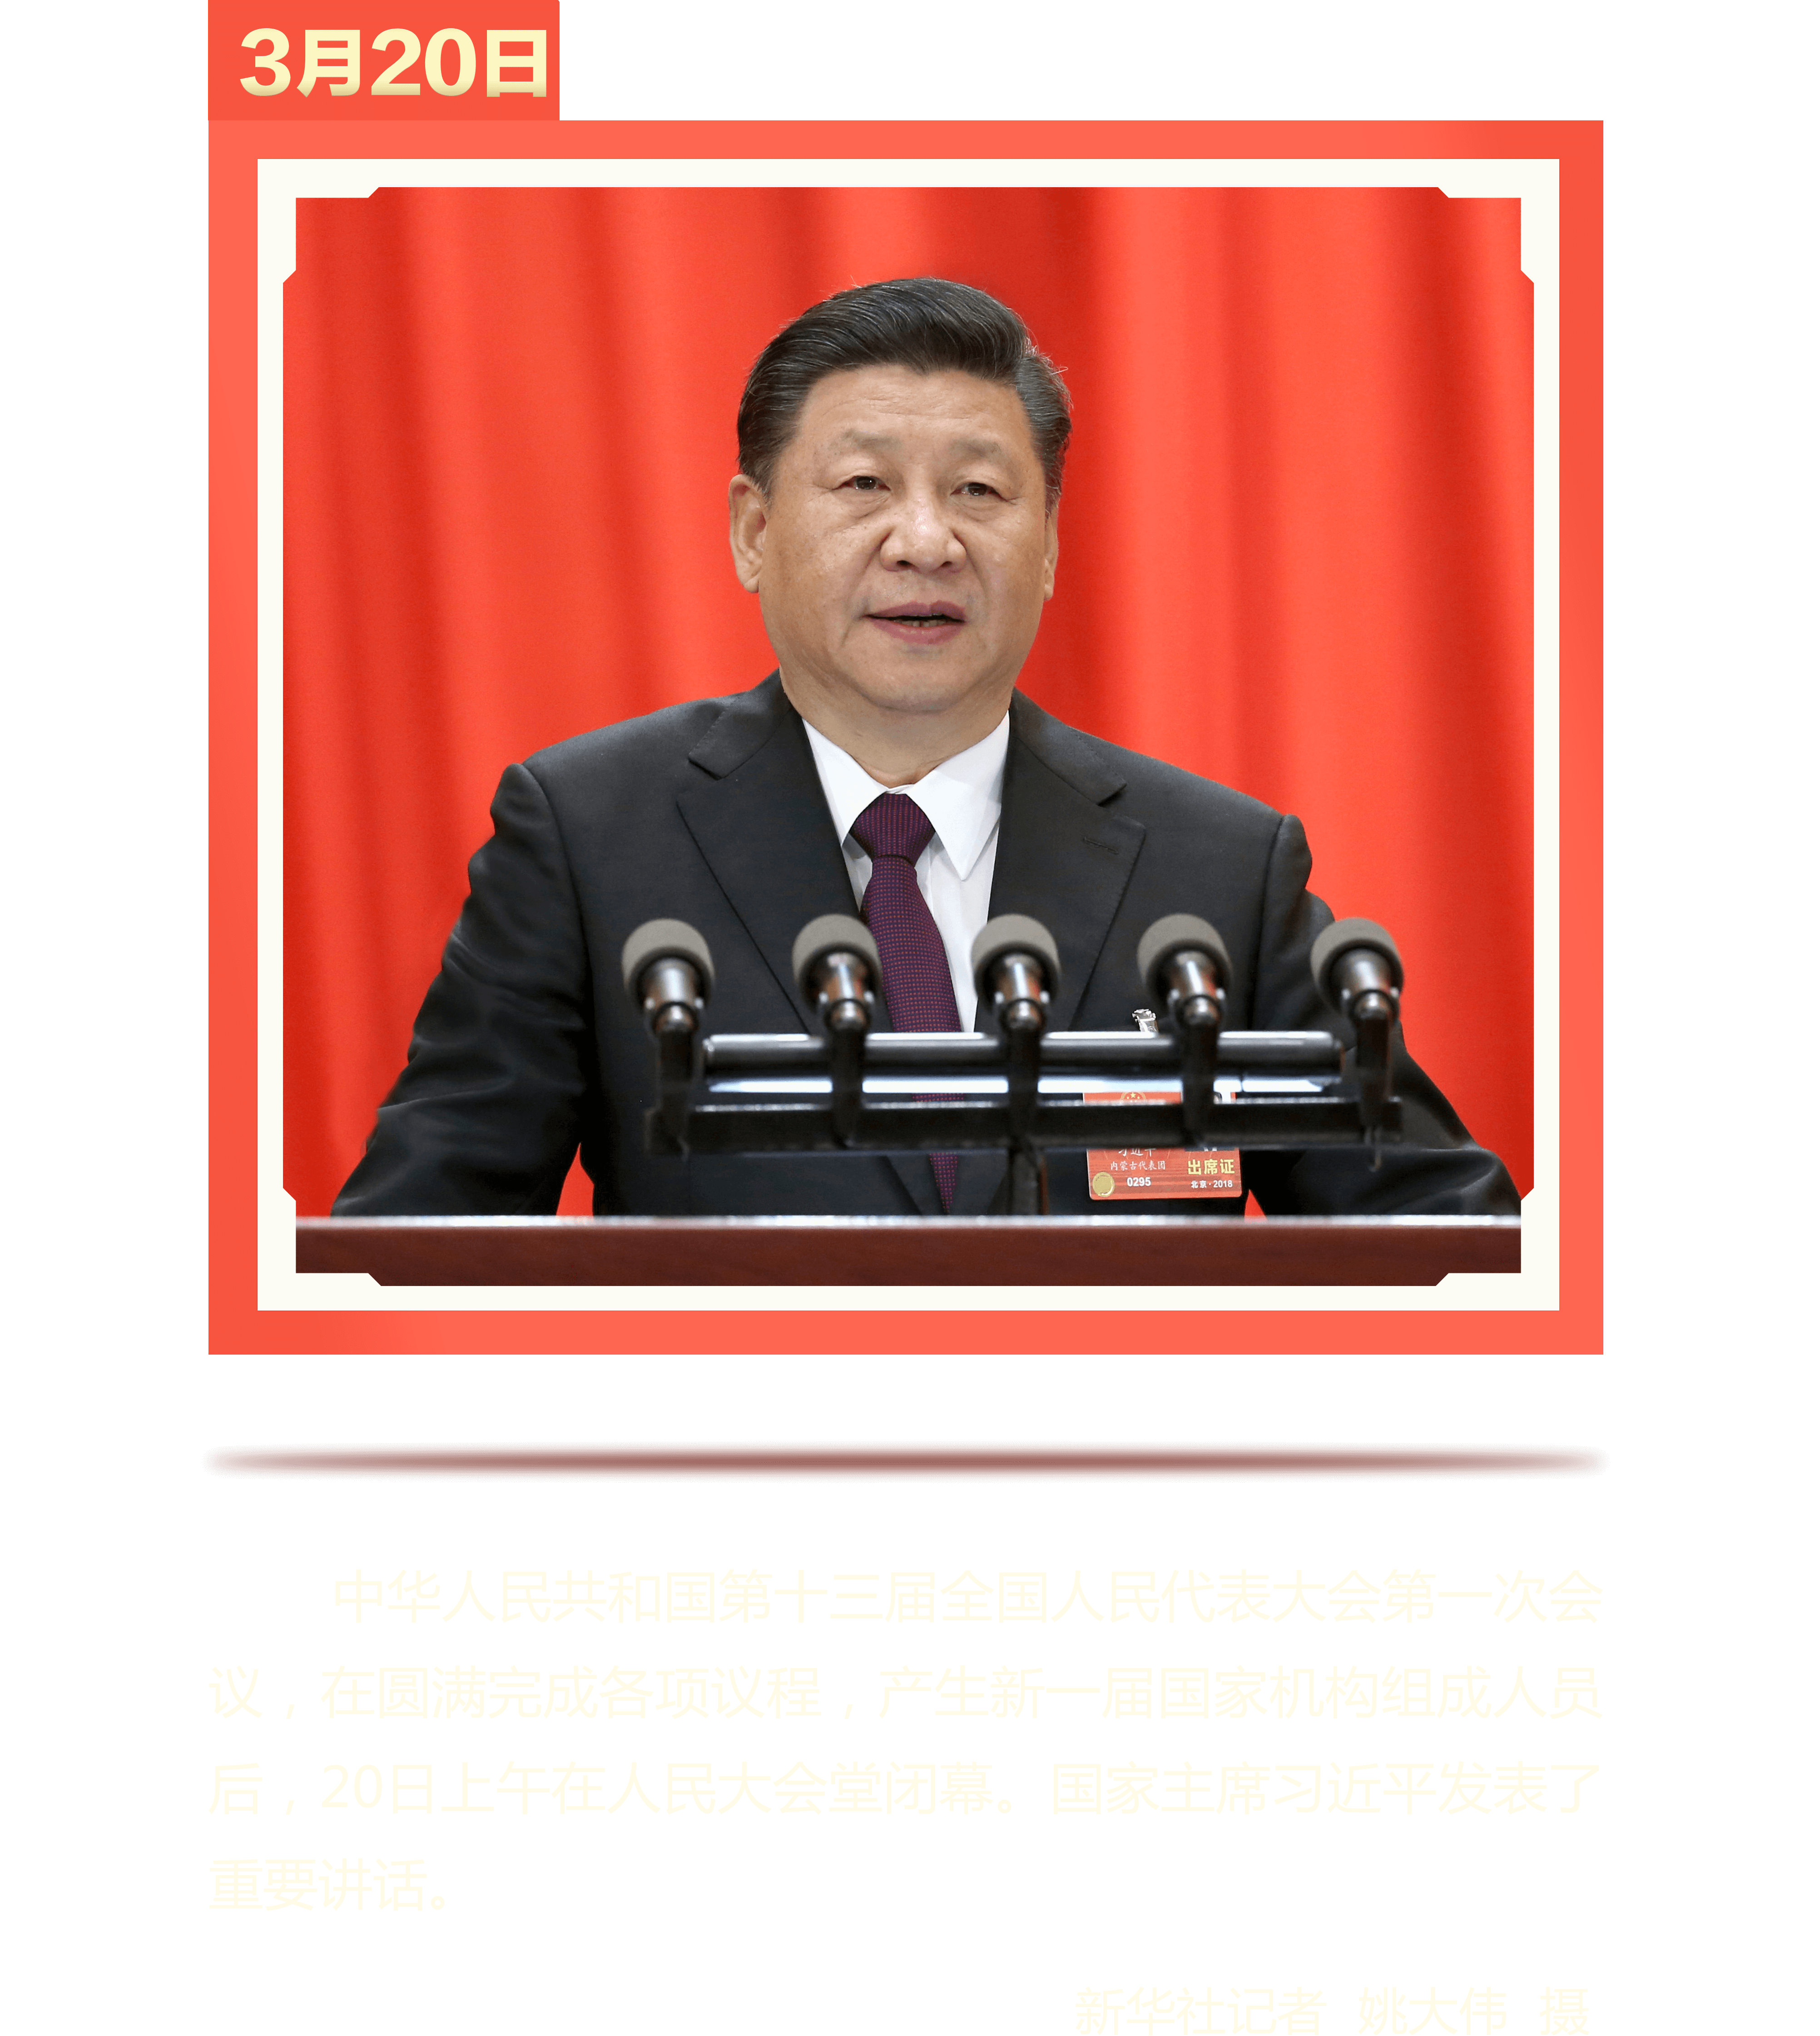 3月20日
内蒙古代表团
出席证
0295
北京·2018
中华人民共和国第十三届全国人民代表大会第一次会
议，在圆满完成各项议程，产生新一届国家机构组成人员
后，20日上午在人民大会堂闭幕。国家主席习近平发表了
重要讲话。
新华社记者 姚大伟 摄